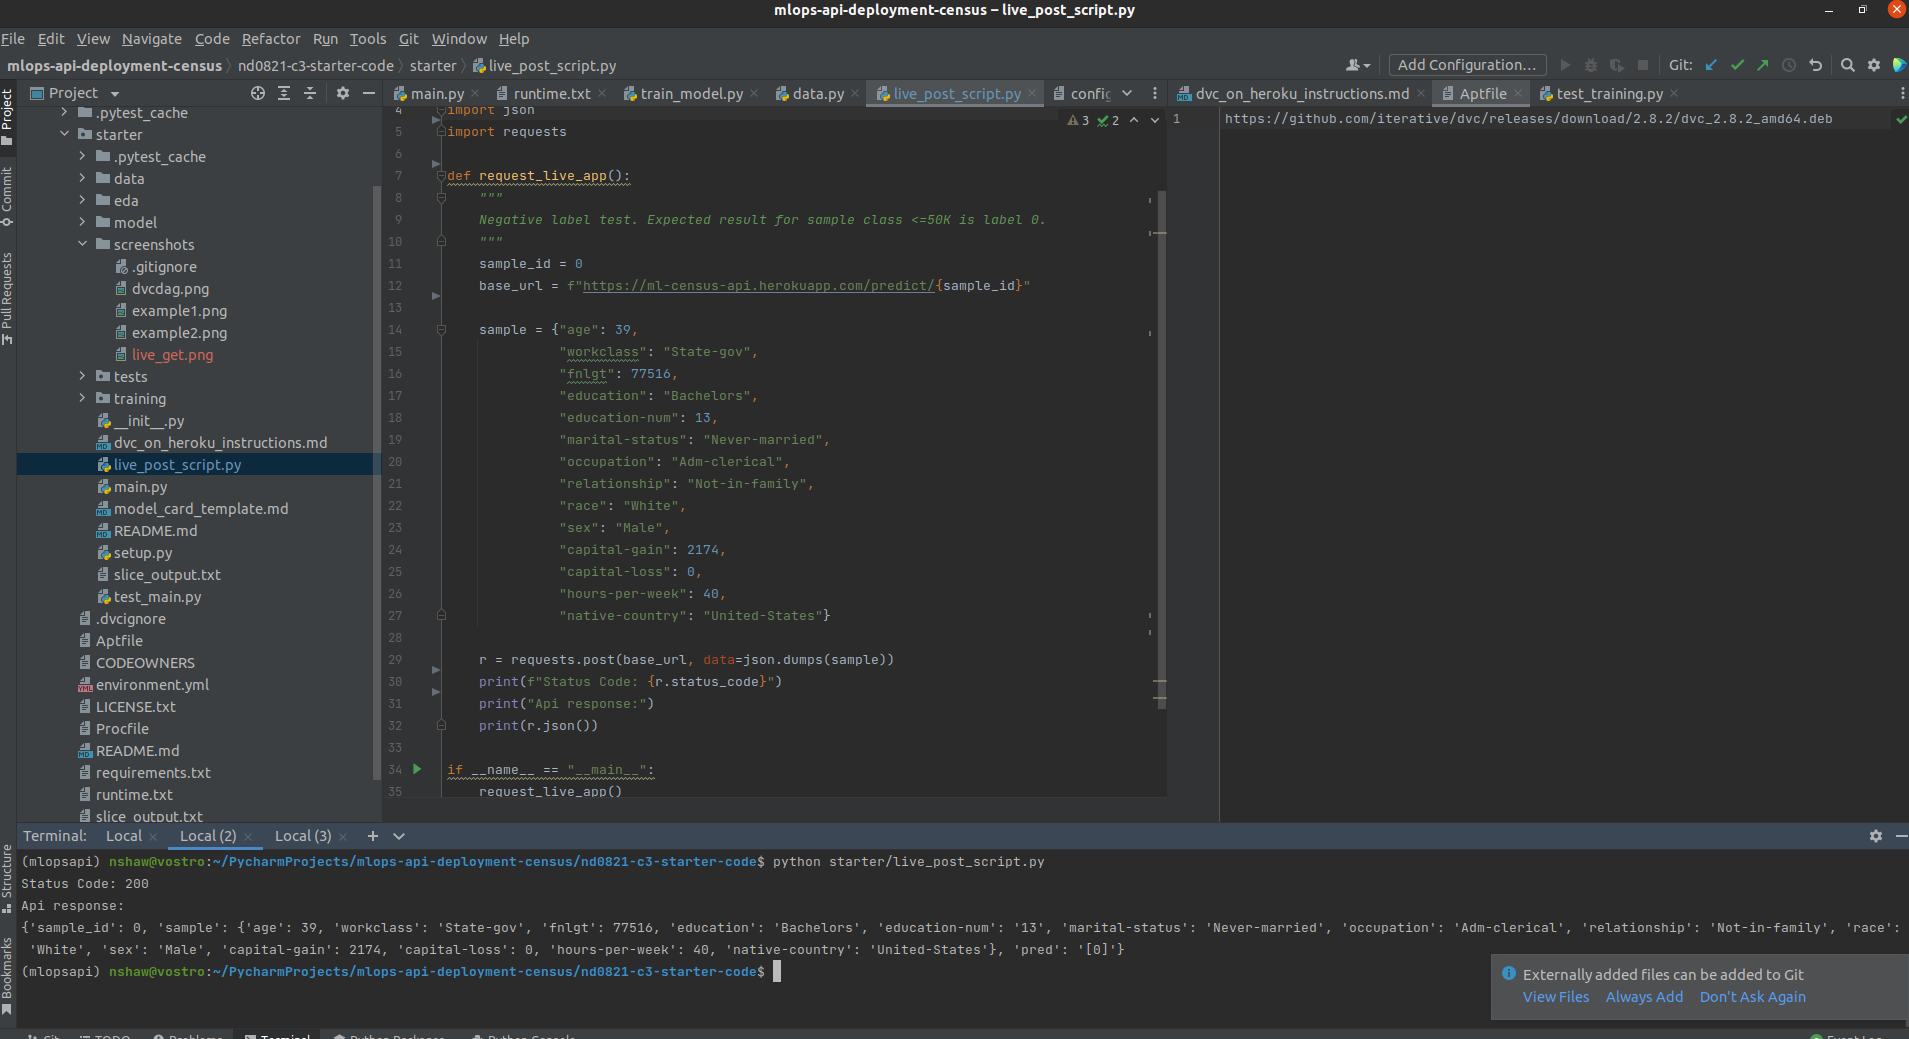 mlops-api-deployment-census – live_post_script.py
File Edit View Navigate Code Refactor Run Tools Git Window Help
mlops-api-deployment-census nd0821-c3-starter-code starter live_post_script.py
Add Configuration... Git:
Project
main.py runtime.txt train_model.py data.py live_post_script.py config dvc_on_heroku_instructions.md Aptfile test_training.py
Project
Commit
Pull Requests
Structure
Bookmarks
.pytest_cache
starter
.pytest_cache
data
eda
model
screenshots
.gitignore
dvcdag.png
example1.png
example2.png
live_get.png
tests
training
__init__.py
dvc_on_heroku_instructions.md
live_post_script.py
main.py
model_card_template.md
README.md
setup.py
slice_output.txt
test_main.py
.dvcignore
Aptfile
CODEOWNERS
environment.yml
LICENSE.txt
Procfile
README.md
requirements.txt
runtime.txt
slice_output.txt
3 2
4 import json
5 import requests
6
7 def request_live_app():
8 """
9 Negative label test. Expected result for sample class <=50K is label 0.
10 """
11 sample_id = 0
12 base_url = f"https://ml-census-api.herokuapp.com/predict/{sample_id}"
13
14 sample = {"age": 39,
15 "workclass": "State-gov",
16 "fnlgt": 77516,
17 "education": "Bachelors",
18 "education-num": 13,
19 "marital-status": "Never-married",
20 "occupation": "Adm-clerical",
21 "relationship": "Not-in-family",
22 "race": "White",
23 "sex": "Male",
24 "capital-gain": 2174,
25 "capital-loss": 0,
26 "hours-per-week": 40,
27 "native-country": "United-States"}
28
29 r = requests.post(base_url, data=json.dumps(sample))
30 print(f"Status Code: {r.status_code}")
31 print("Api response:")
32 print(r.json())
33
34 if __name__ == "__main__":
35 request_live_app()
1 https://github.com/iterative/dvc/releases/download/2.8.2/dvc_2.8.2_amd64.deb
Terminal: Local Local (2) Local (3)
(mlopsapi) nshaw@vostro:~/PycharmProjects/mlops-api-deployment-census/nd0821-c3-starter-code$ python starter/live_post_script.py
Status Code: 200
Api response:
{'sample_id': 0, 'sample': {'age': 39, 'workclass': 'State-gov', 'fnlgt': 77516, 'education': 'Bachelors', 'education-num': '13', 'marital-status': 'Never-married', 'occupation': 'Adm-clerical', 'relationship': 'Not-in-family', 'race':
'White', 'sex': 'Male', 'capital-gain': 2174, 'capital-loss': 0, 'hours-per-week': 40, 'native-country': 'United-States'}, 'pred': '[0]'}
(mlopsapi) nshaw@vostro:~/PycharmProjects/mlops-api-deployment-census/nd0821-c3-starter-code$
Externally added files can be added to Git
View Files Always Add Don't Ask Again
Git TODO Problems Terminal Python Packages Python Console Event Log